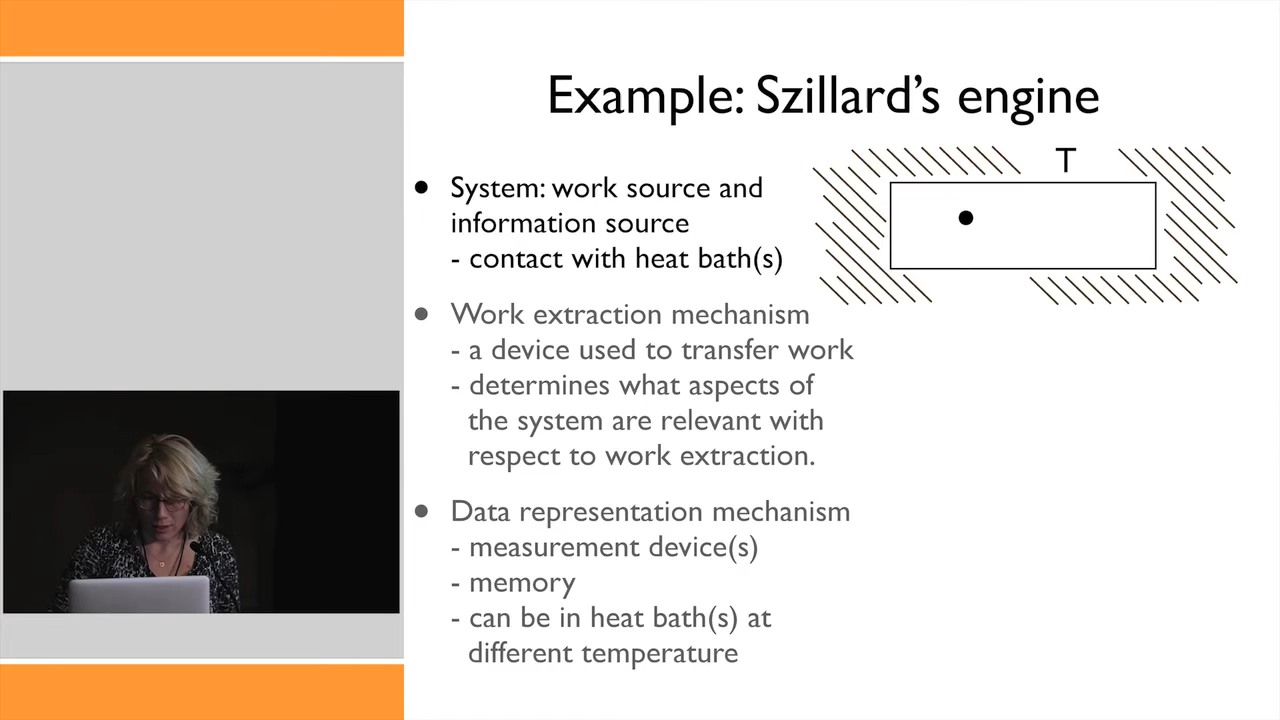 Example: Szillard's engine
T
• System: work source and
information source
- contact with heat bath(s)
• Work extraction mechanism
- a device used to transfer work
- determines what aspects of
the system are relevant with
respect to work extraction.
• Data representation mechanism
- measurement device(s)
- memory
- can be in heat bath(s) at
different temperature